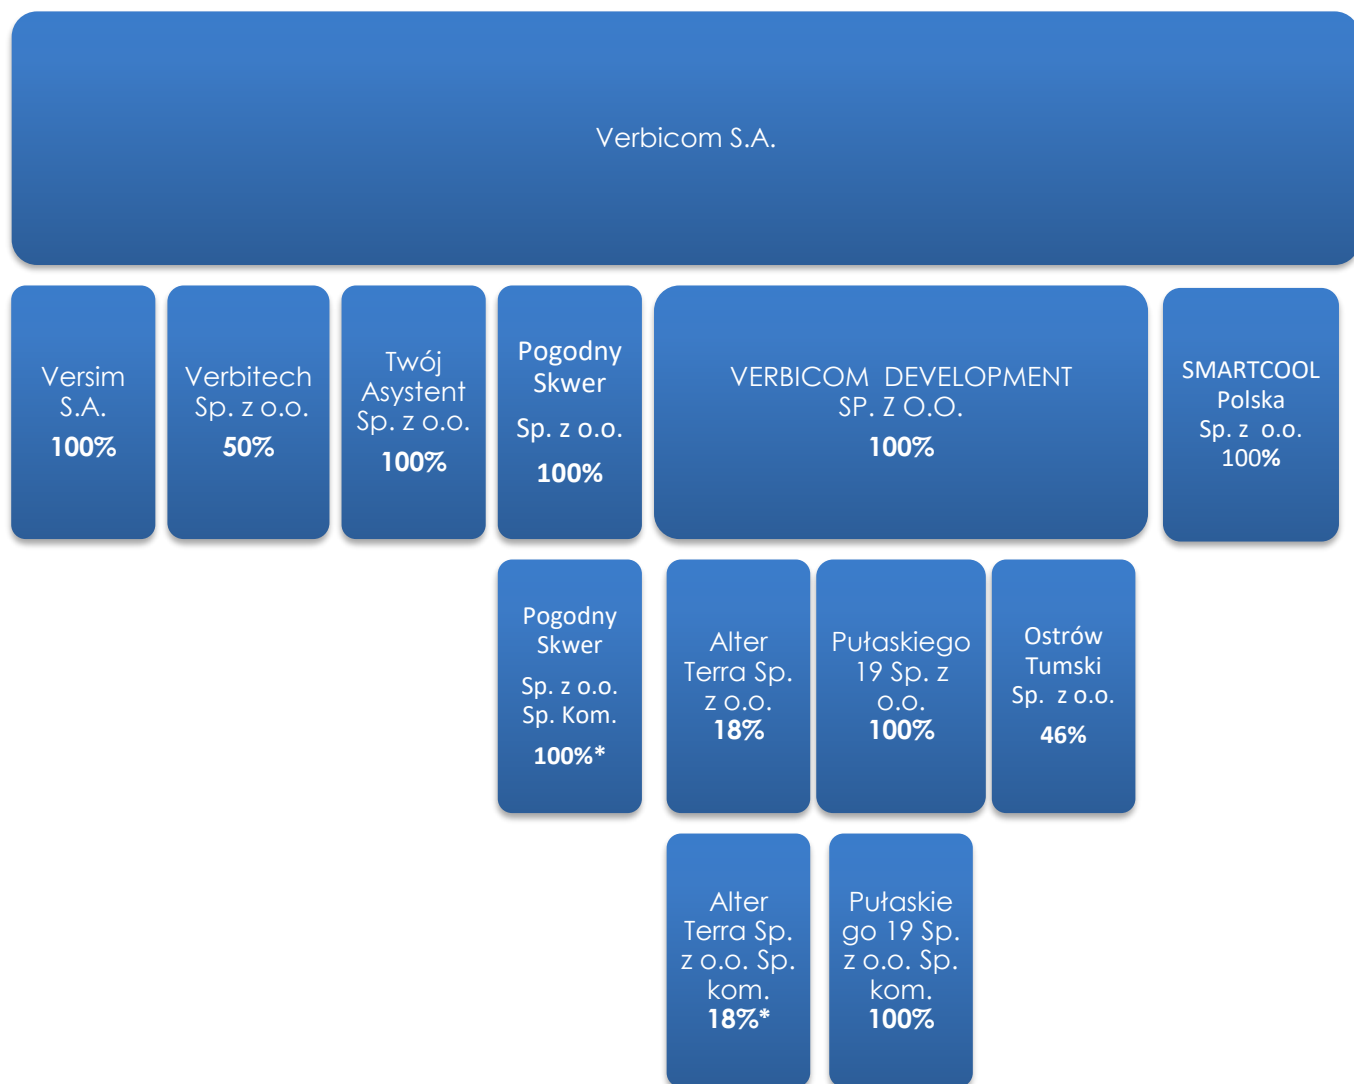 Verbicom S.A.
Versim
S.A.
100%
Verbitech
Sp. z o.o.
50%
Twój
Asystent
Sp. z o.o.
100%
Pogodny
Skwer
Sp. z o.o.
100%
VERBICOM DEVELOPMENT
SP. Z O.O.
100%
SMARTCOOL
Polska
Sp. z o.o.
100%
Pogodny
Skwer
Sp. z o.o.
Sp. Kom.
100%*
Alter
Terra Sp.
z o.o.
18%
Pułaskiego
19 Sp. z
o.o.
100%
Ostrów
Tumski
Sp. z o.o.
46%
Alter
Terra Sp.
z o.o. Sp.
kom.
18%*
Pułaskie
go 19 Sp.
z o.o. Sp.
kom.
100%